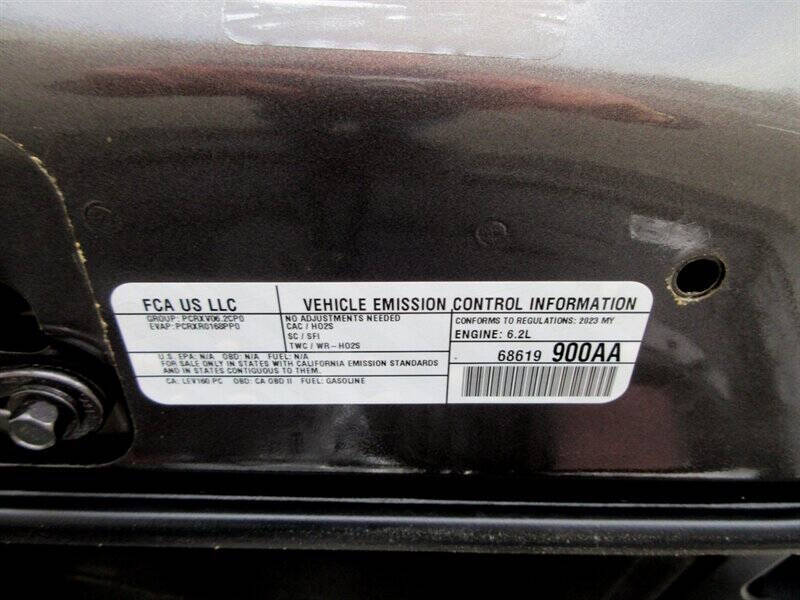 FCA US LLC
VEHICLE EMISSION CONTROL INFORMATION
GROUP: PCRXV06.2CP0
EVAP: PCRXR0168PP0
NO ADJUSTMENTS NEEDED
CAC / HO2S
SC / SFI
TWC / WR-HO2S
CONFORMS TO REGULATIONS: 2023 MY
ENGINE: 6.2L
U.S. EPA: N/A OBD: N/A FUEL: N/A
FOR SALE ONLY IN STATES WITH CALIFORNIA EMISSION STANDARDS
AND IN STATES CONTIGUOUS TO THEM.
CA: LEV160 PC OBD: CA OBD II FUEL: GASOLINE
68619 900AA